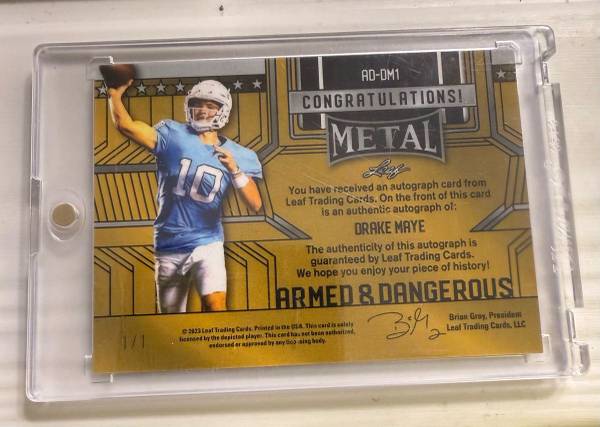 AD-DM1
CONGRATULATIONS!
METAL
Leaf
You have received an autograph card from
Leaf Trading Cards. On the front of this card
is an authentic autograph of:
DRAKE MAYE
The authenticity of this autograph is
guaranteed by Leaf Trading Cards.
We hope you enjoy your piece of history!
ARMED & DANGEROUS
10
© 2023 Leaf Trading Cards. Printed in the USA. This card is solely
licensed by the depicted player. This card has not been authorized,
endorsed or approved by any licensing body.
Brian Gray, President
Leaf Trading Cards, LLC
1/1